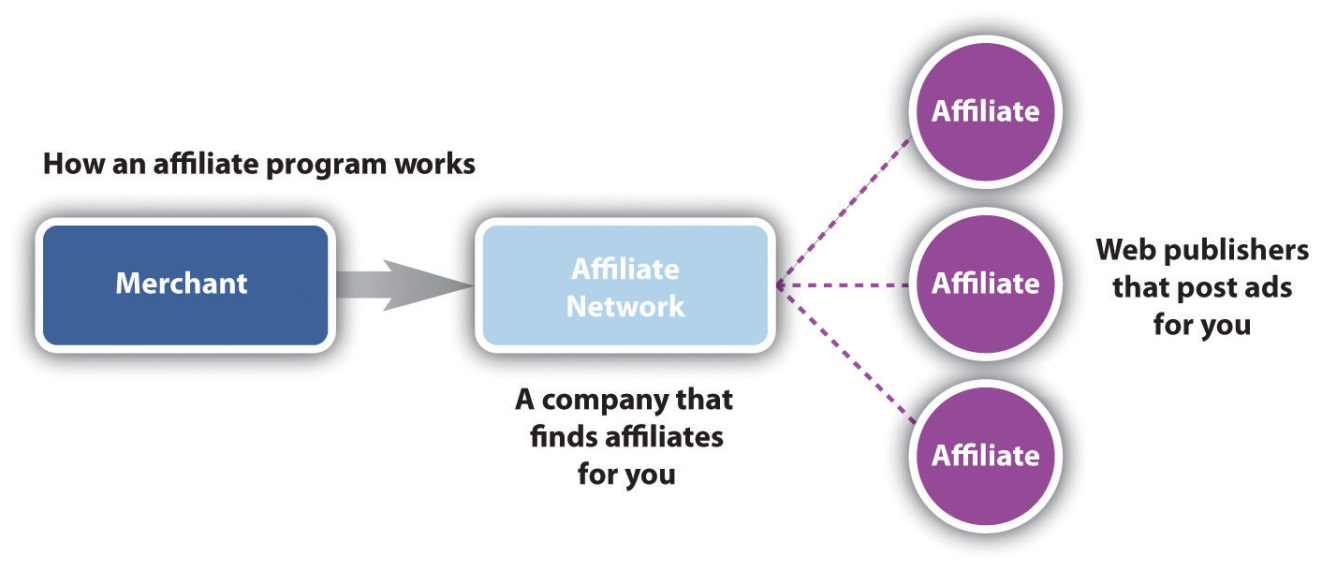 How an affiliate program works
Merchant
Affiliate
Network
A company that
finds affiliates
for you
Affiliate
Affiliate
Affiliate
Web publishers
that post ads
for you